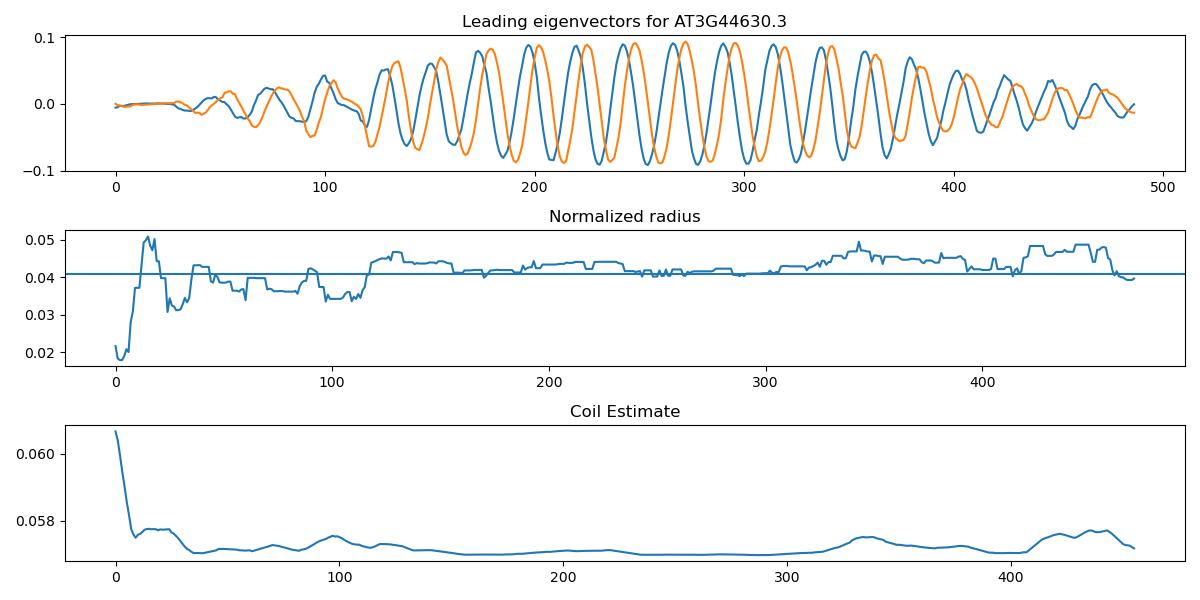 Leading eigenvectors for AT3G44630.3
0.1
0.0
−0.1
0 100 200 300 400 500
Normalized radius
0.05
0.04
0.03
0.02
0 100 200 300 400
Coil Estimate
0.060
0.058
0 100 200 300 400